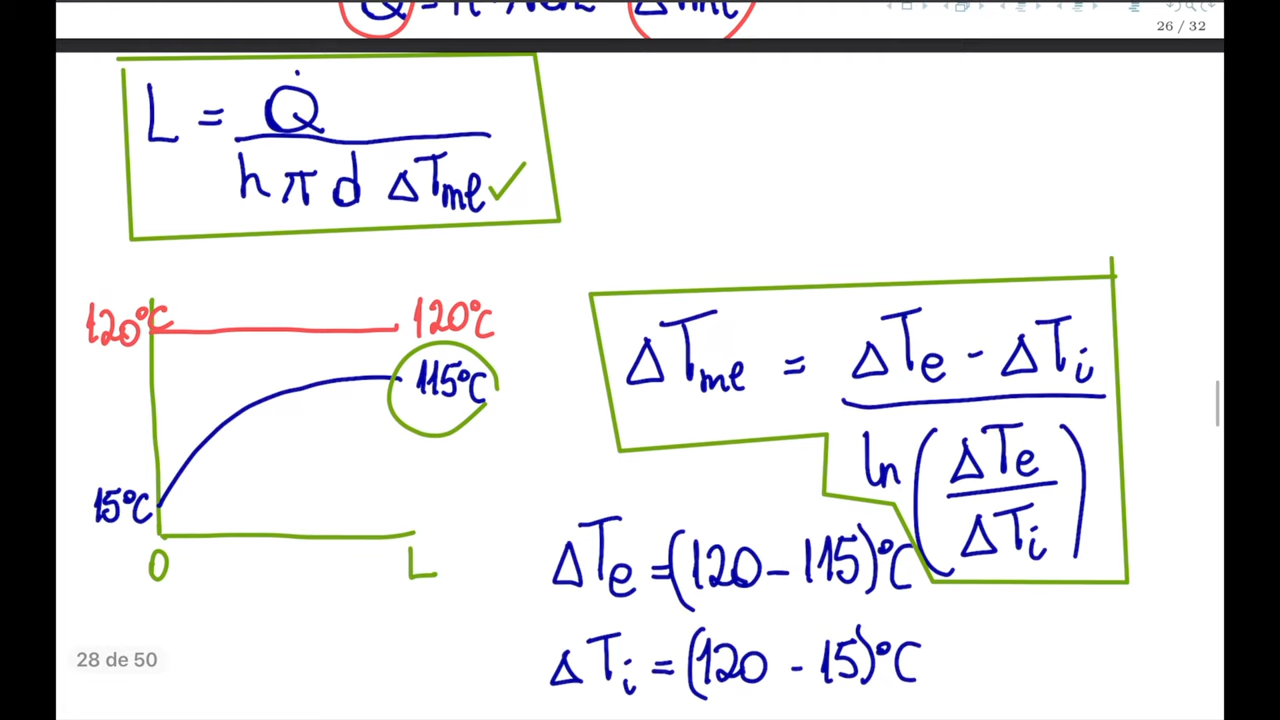 26 / 32
L = Q̇ / (h π d ΔTme) ✓
120°C 120°C
115°C
15°C
0 L
ΔTme = (ΔTe - ΔTi) / ln(ΔTe / ΔTi)
ΔTe = (120 - 115)°C
ΔTi = (120 - 15)°C
28 de 50